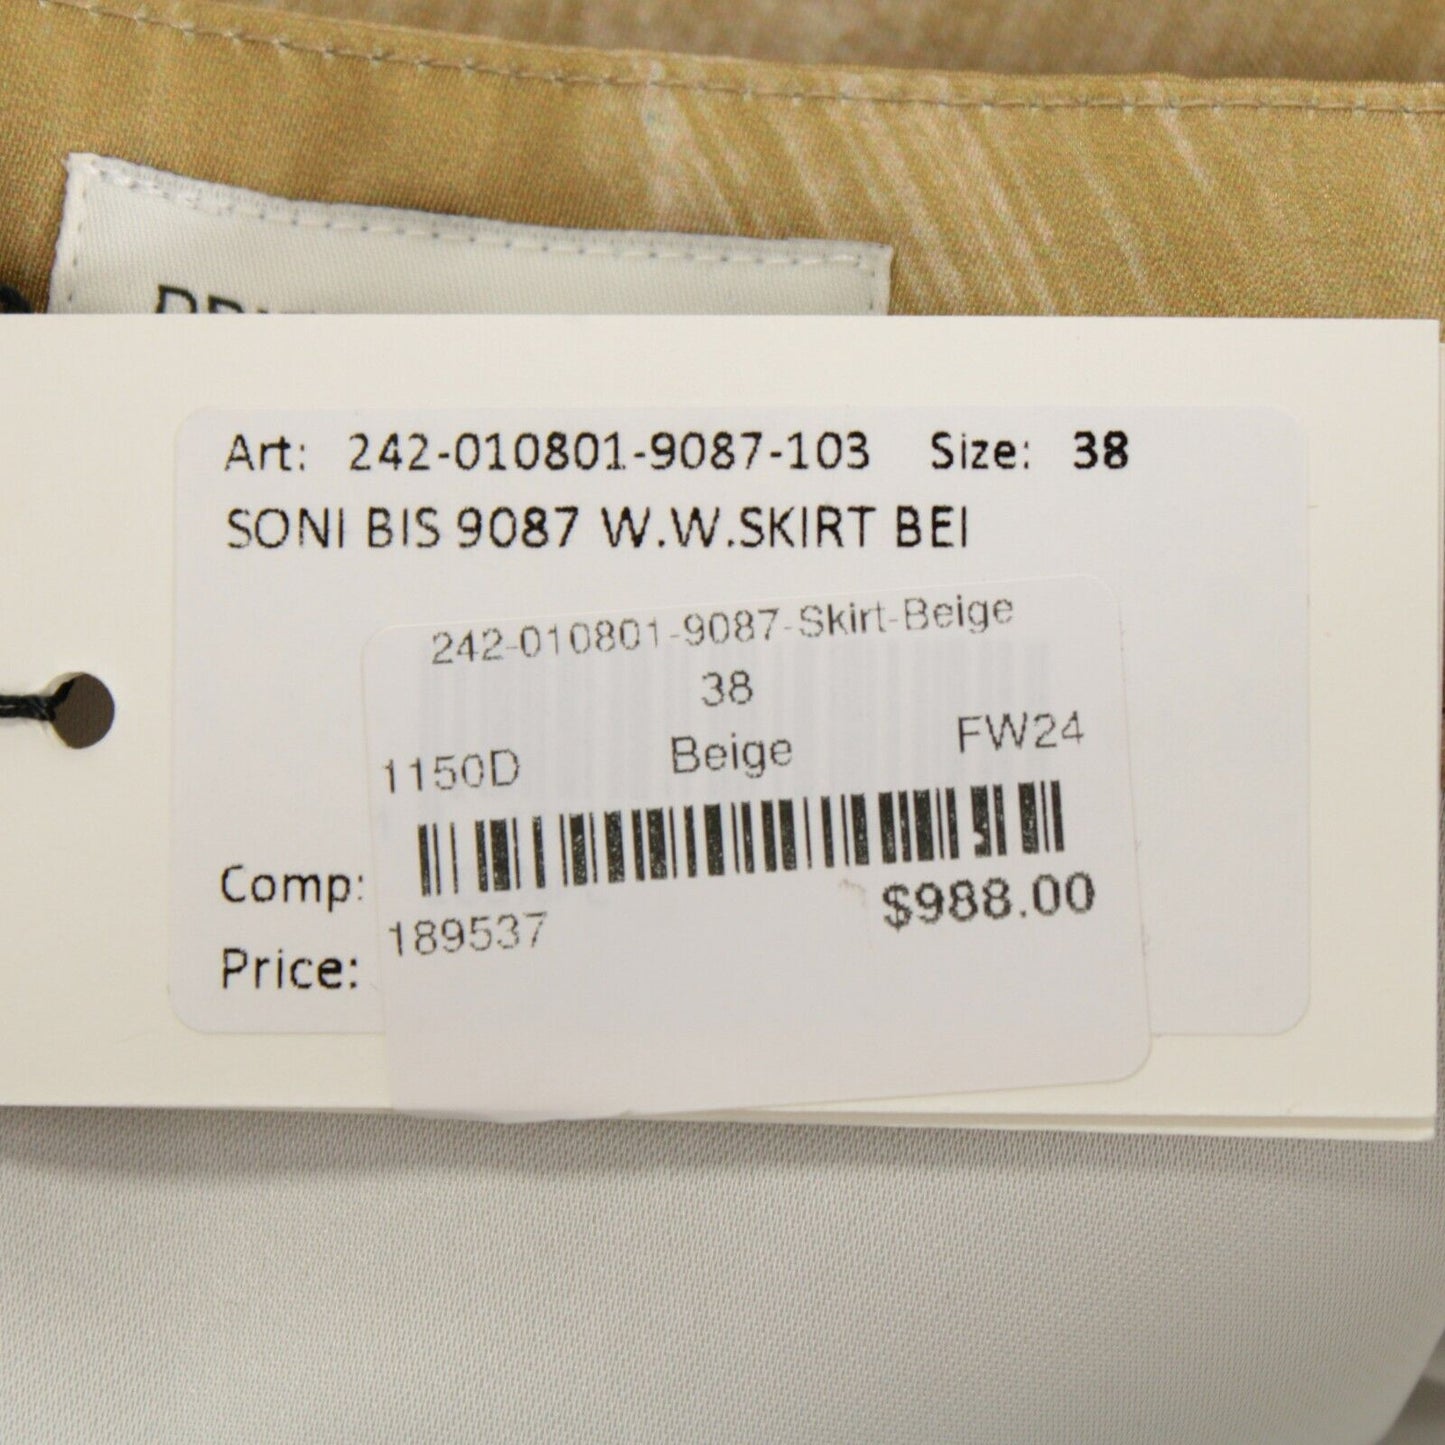 Art: 242-010801-9087-103 Size: 38
SONI BIS 9087 W.W.SKIRT BEI
242-010801-9087-Skirt-Beige
38
1150D Beige FW24
189537 $988.00
Comp:
Price: